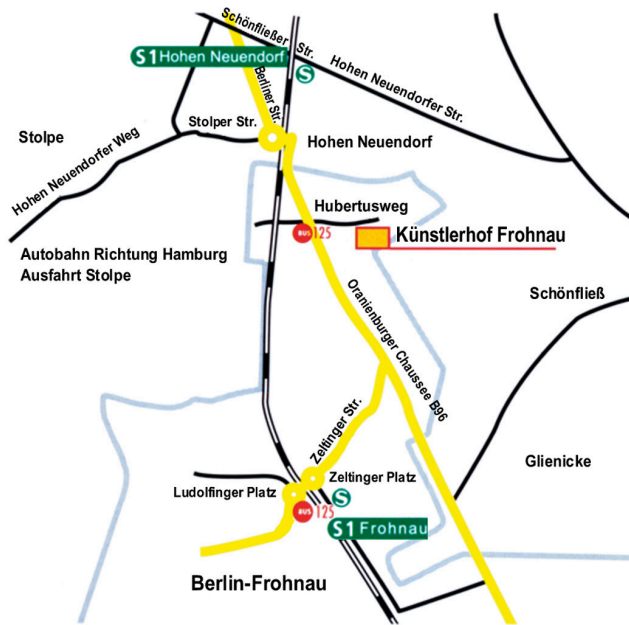 Schönfließer Str.
S1 Hohen Neuendorf
S
Hohen Neuendorfer Str.
Berliner Str.
Stolper Str.
Stolpe
Hohen Neuendorf
Hohen Neuendorfer Weg
Hubertusweg
BUS 125
Künstlerhof Frohnau
Autobahn Richtung Hamburg
Ausfahrt Stolpe
Schönfließ
Oranienburger Chaussee B96
Zeltinger Str.
Glienicke
Zeltinger Platz
Ludolfinger Platz
S
BUS 125
S1 Frohnau
Berlin-Frohnau